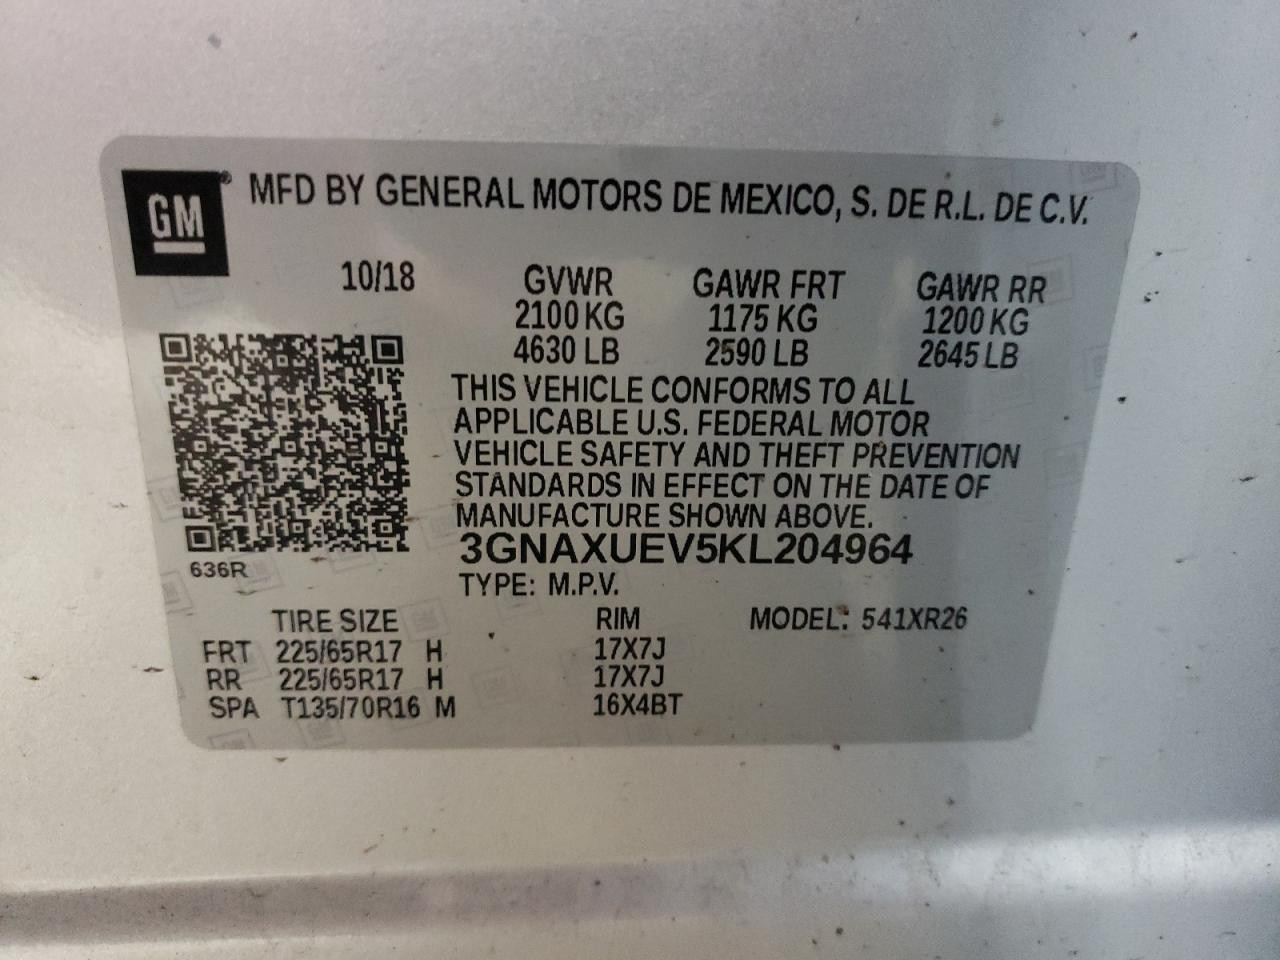 GM® MFD BY GENERAL MOTORS DE MEXICO, S. DE R.L. DE C.V.
10/18 GVWR GAWR FRT GAWR RR
2100 KG 1175 KG 1200 KG
4630 LB 2590 LB 2645 LB
THIS VEHICLE CONFORMS TO ALL
APPLICABLE U.S. FEDERAL MOTOR
VEHICLE SAFETY AND THEFT PREVENTION
STANDARDS IN EFFECT ON THE DATE OF
MANUFACTURE SHOWN ABOVE.
3GNAXUEV5KL204964
636R
TYPE: M.P.V.
TIRE SIZE RIM MODEL: 541XR26
FRT 225/65R17 H 17X7J
RR 225/65R17 H 17X7J
SPA T135/70R16 M 16X4BT